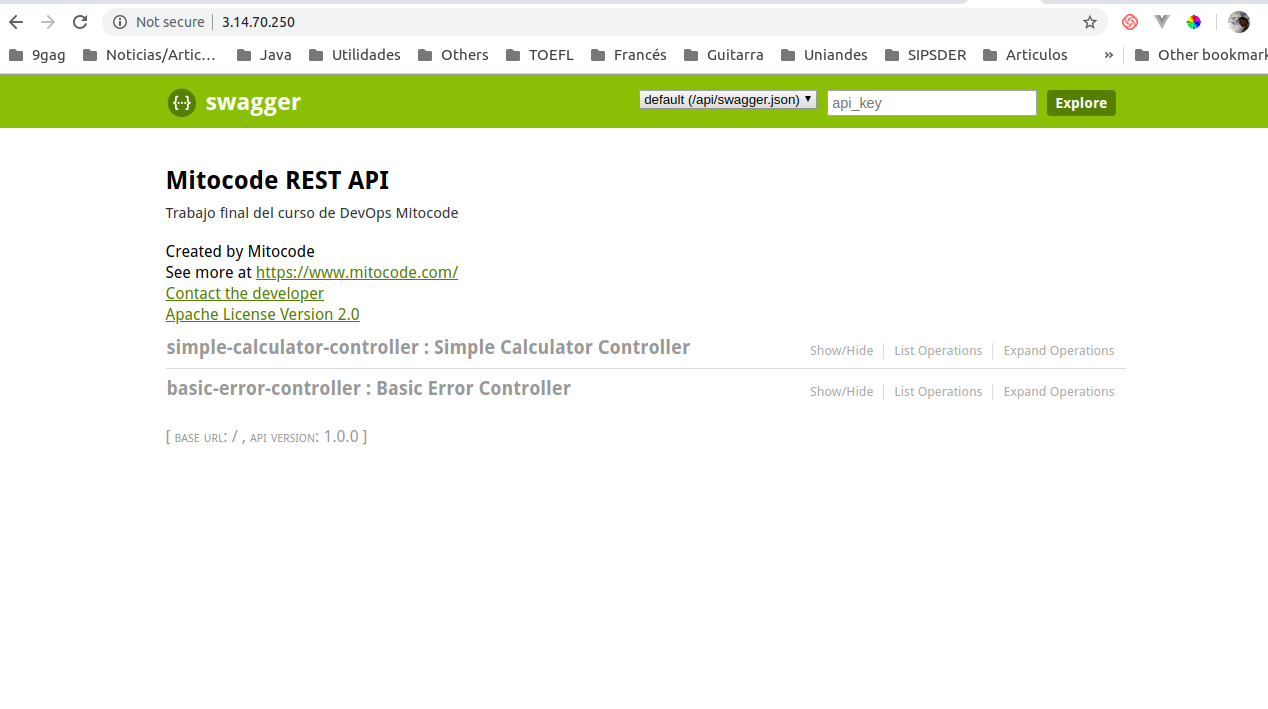 Not secure 3.14.70.250
9gag Noticias/Artic... Java Utilidades Others TOEFL Francés Guitarra Uniandes SIPSDER Articulos » Other bookmark
{··} swagger default (/api/swagger.json) api_key Explore
Mitocode REST API
Trabajo final del curso de DevOps Mitocode
Created by Mitocode
See more at https://www.mitocode.com/
Contact the developer
Apache License Version 2.0
simple-calculator-controller : Simple Calculator Controller Show/Hide List Operations Expand Operations
basic-error-controller : Basic Error Controller Show/Hide List Operations Expand Operations
[ BASE URL: / , API VERSION: 1.0.0 ]